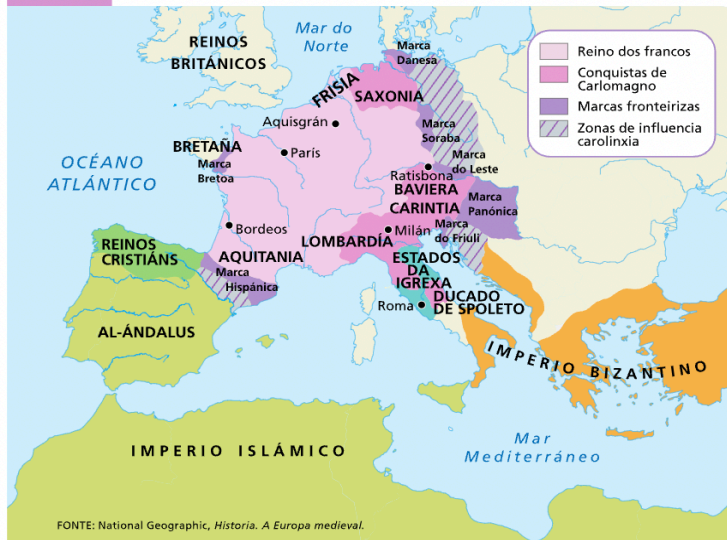 REINOS
BRITÁNICOS
Mar do
Norte
Marca
Danesa
Reino dos francos
Conquistas de
Carlomagno
Marcas fronteirizas
Zonas de influencia
carolinxia
FRISIA
SAXONIA
Aquisgrán
BRETAÑA
París
Marca
Soraba
Marca
Bretoa
OCÉANO
ATLÁNTICO
Marca
do Leste
Ratisbona
BAVIERA
CARINTIA
Marca
Panónica
Bordeos
LOMBARDÍA
Milán
Marca
do Friuli
REINOS
CRISTIÁNS
AQUITANIA
Marca
Hispánica
ESTADOS
DA
IGREXA
DUCADO
DE SPOLETO
Roma
AL-ÁNDALUS
IMPERIO BIZANTINO
IMPERIO ISLÁMICO
Mar
Mediterráneo
FONTE: National Geographic, Historia. A Europa medieval.